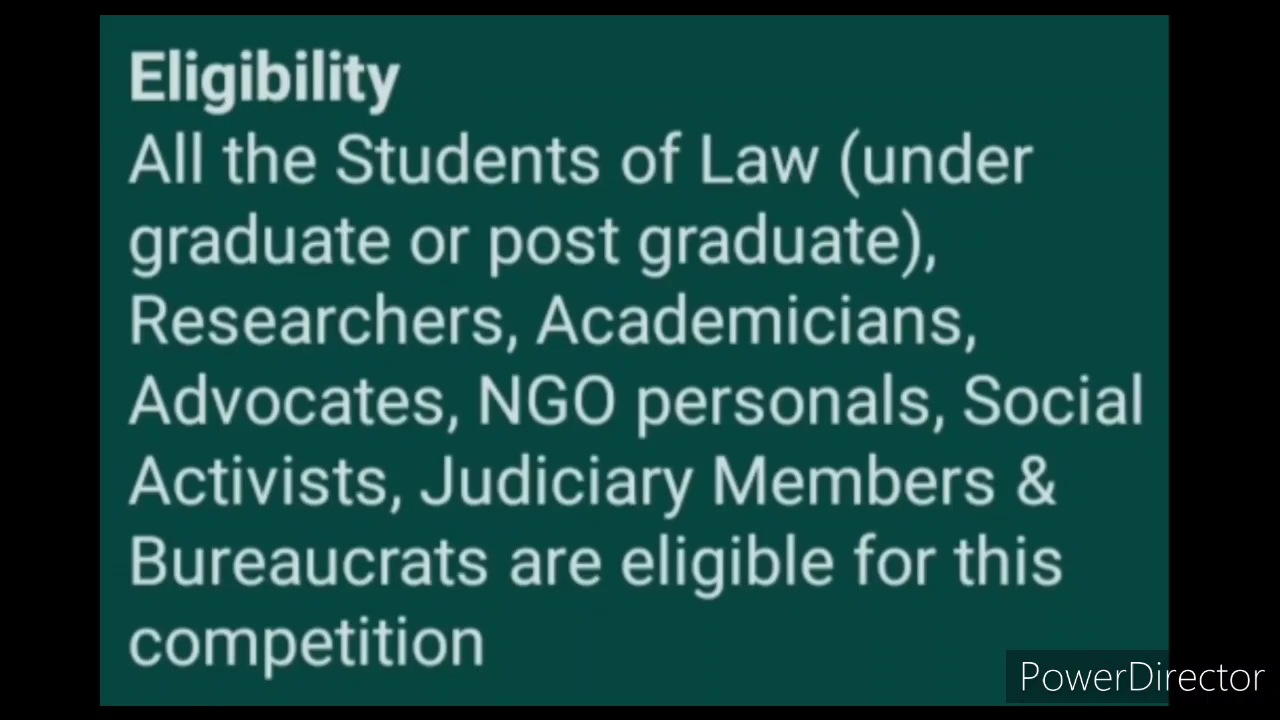 Eligibility
All the Students of Law (under
graduate or post graduate),
Researchers, Academicians,
Advocates, NGO personals, Social
Activists, Judiciary Members &
Bureaucrats are eligible for this
competition
PowerDirector